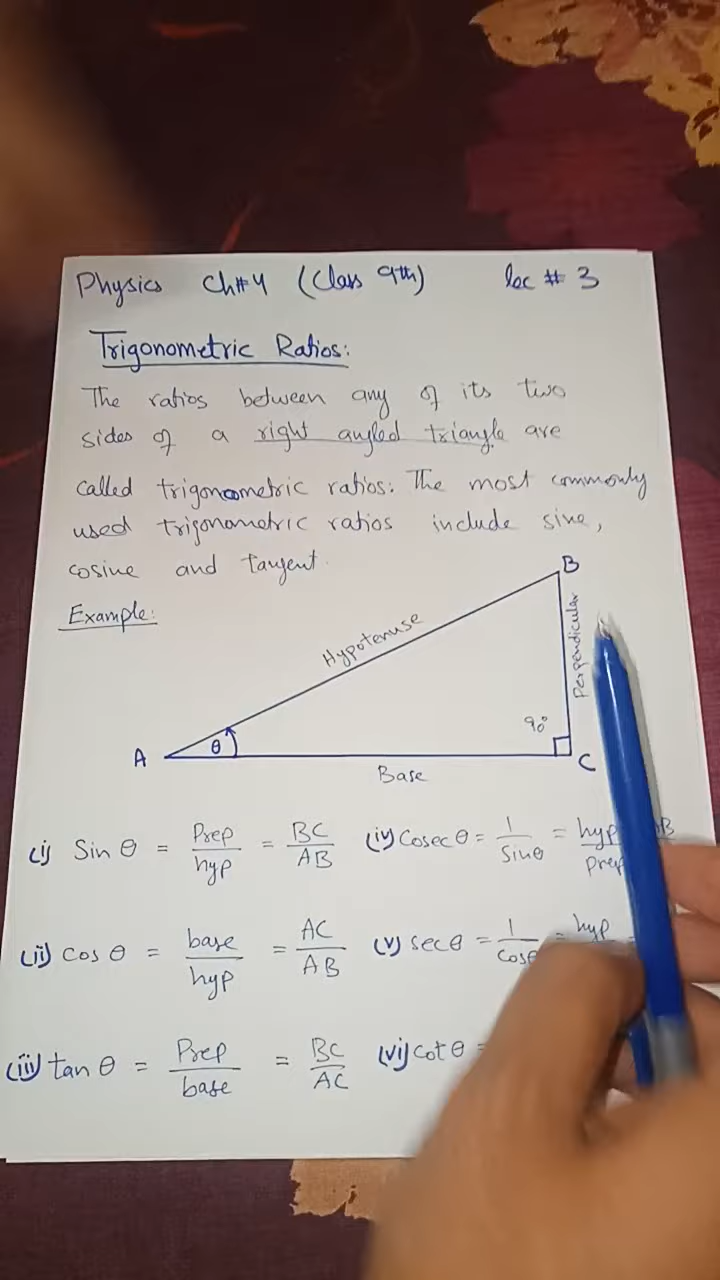 Physics Ch#4 (Class 9th) lec # 3
Trigonometric Ratios:
The ratios between any of its two
sides of a right angled triangle are
called trigonometric ratios. The most commonly
used trigonometric ratios include sine,
cosine and tangent.
Example:
B
Hypotenuse
Perpendicular
A
θ
90°
C
Base
(i) Sin θ = Prep/hyp = BC/AB (iv) Cosec θ = 1/Sinθ = hyp/prep
(ii) Cos θ = base/hyp = AC/AB (v) sec θ = 1/Cosθ = hyp
(iii) tan θ = Prep/base = BC/AC (vi) cot θ =